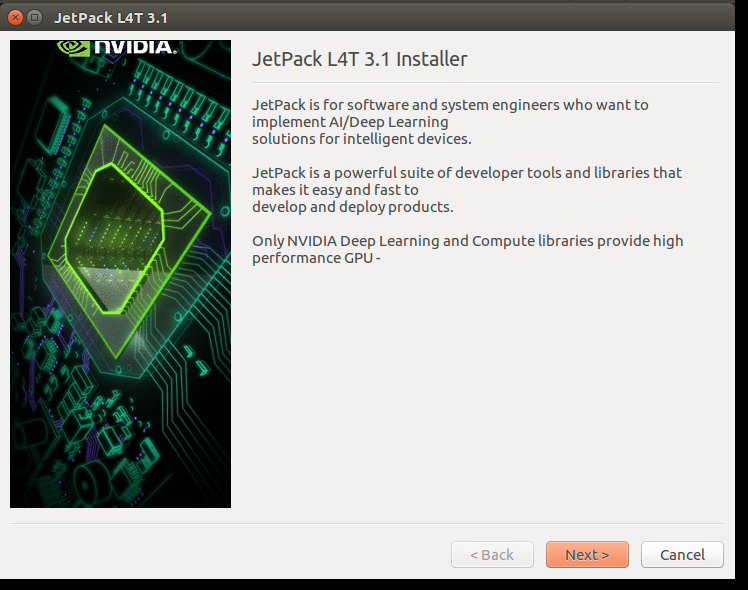 JetPack L4T 3.1
NVIDIA.
JetPack L4T 3.1 Installer
JetPack is for software and system engineers who want to
implement AI/Deep Learning
solutions for intelligent devices.
JetPack is a powerful suite of developer tools and libraries that
makes it easy and fast to
develop and deploy products.
Only NVIDIA Deep Learning and Compute libraries provide high
performance GPU -
< Back
Next >
Cancel